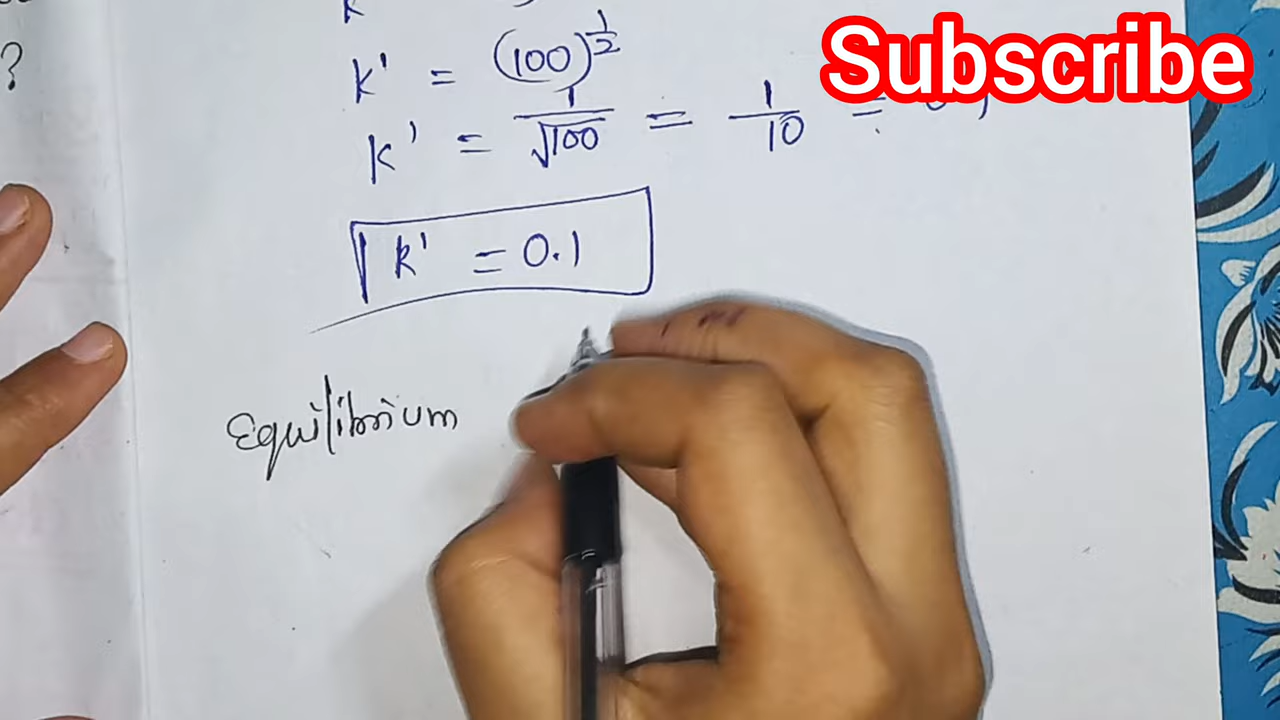 ?
k
Subscribe
k' = (100)^1/2
k' = 1/√100 = 1/10 =
k' = 0.1
Equilibrium